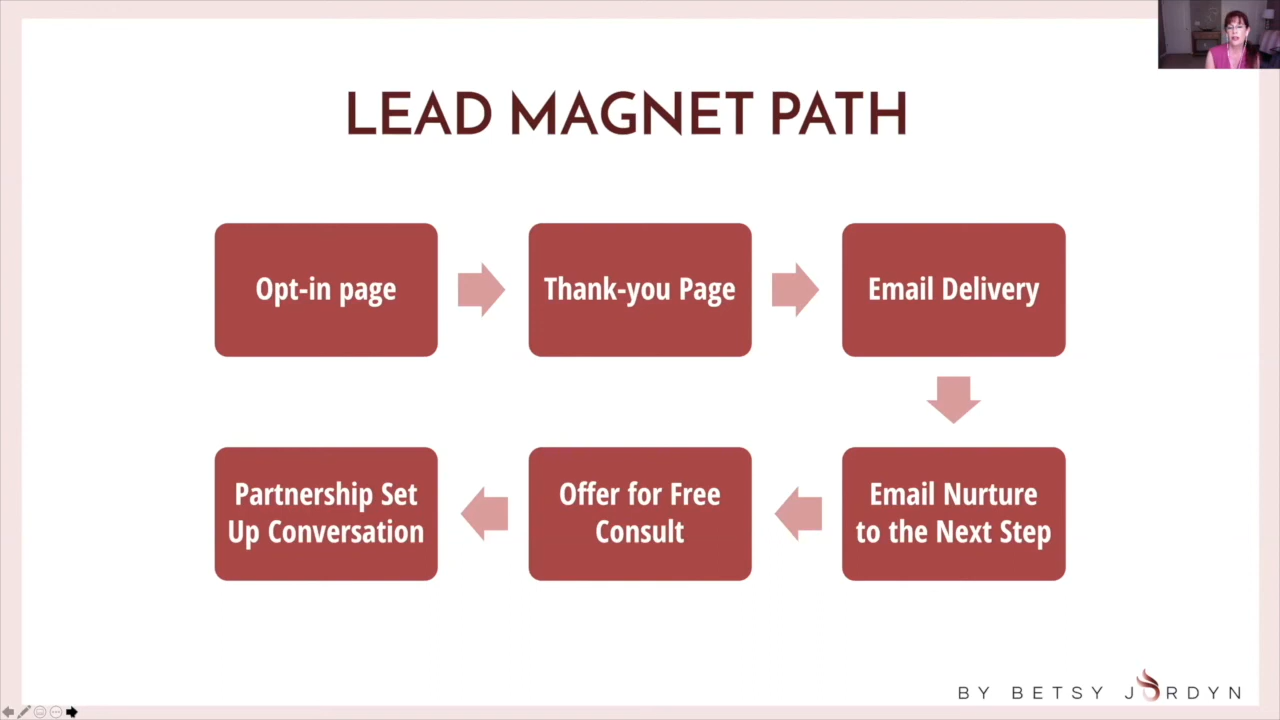 LEAD MAGNET PATH
Opt-in page
Thank-you Page
Email Delivery
Email Nurture
to the Next Step
Offer for Free
Consult
Partnership Set
Up Conversation
BY BETSY JORDYN